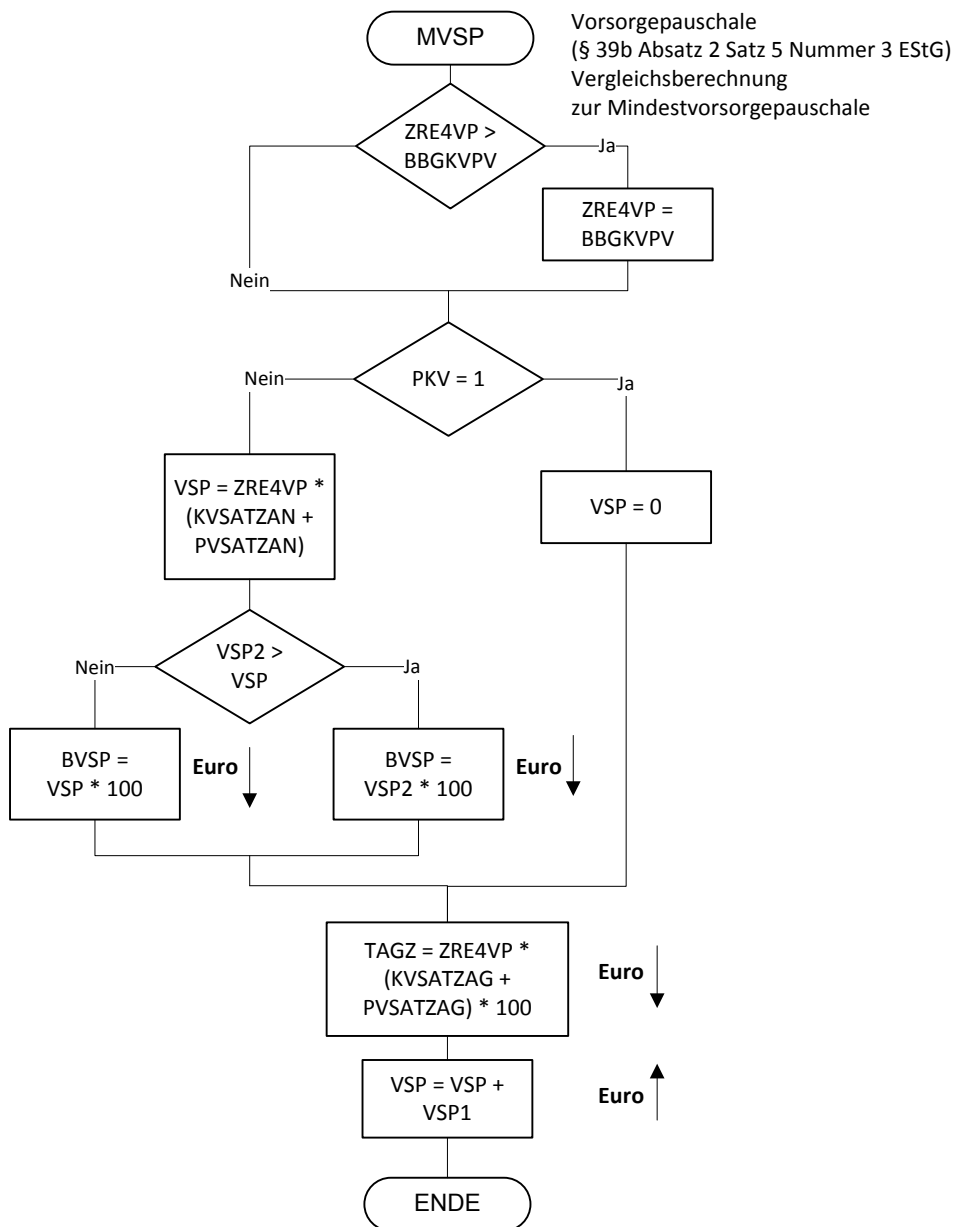 MVSP
Vorsorgepauschale
(§ 39b Absatz 2 Satz 5 Nummer 3 EStG)
Vergleichsberechnung
zur Mindestvorsorgepauschale
ZRE4VP >
BBGKVPV
Ja
ZRE4VP =
BBGKVPV
Nein
Nein
PKV = 1
Ja
VSP = ZRE4VP *
(KVSATZAN +
PVSATZAN)
VSP = 0
Nein
VSP2 >
VSP
Ja
BVSP =
VSP * 100
Euro
BVSP =
VSP2 * 100
Euro
TAGZ = ZRE4VP *
(KVSATZAG +
PVSATZAG) * 100
Euro
VSP = VSP +
VSP1
Euro
ENDE